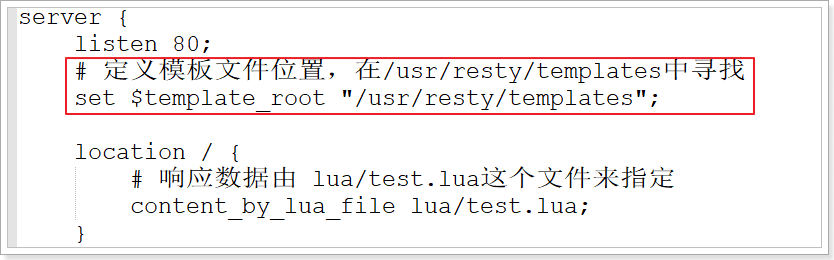 server {
    listen 80;
    # 定义模板文件位置，在/usr/resty/templates中寻找
    set $template_root "/usr/resty/templates";
    location / {
        # 响应数据由 lua/test.lua这个文件来指定
        content_by_lua_file lua/test.lua;
    }